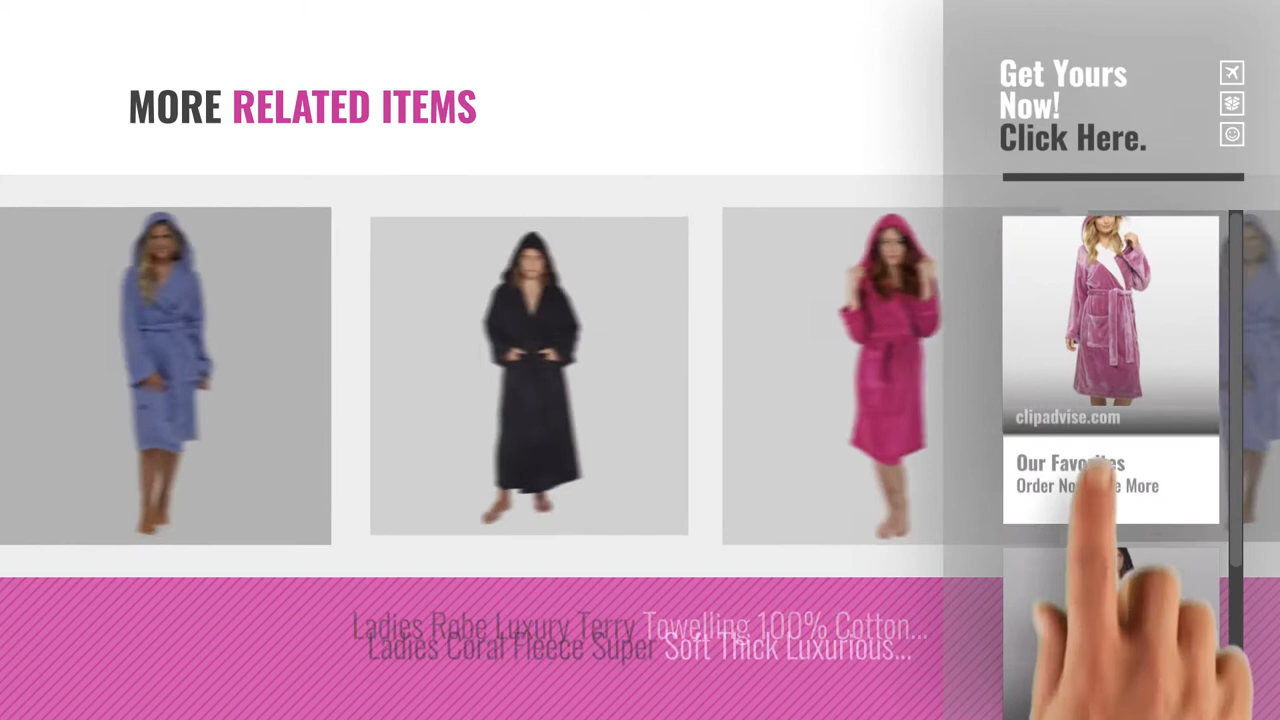 MORE RELATED ITEMS
Get Yours
Now!
Click Here.
clipadvise.com
Our Favorites
Order No e More
Ladies Robe Luxury Terry Towelling 100% Cotton...
Ladies Coral Fleece Super Soft Thick Luxurious...